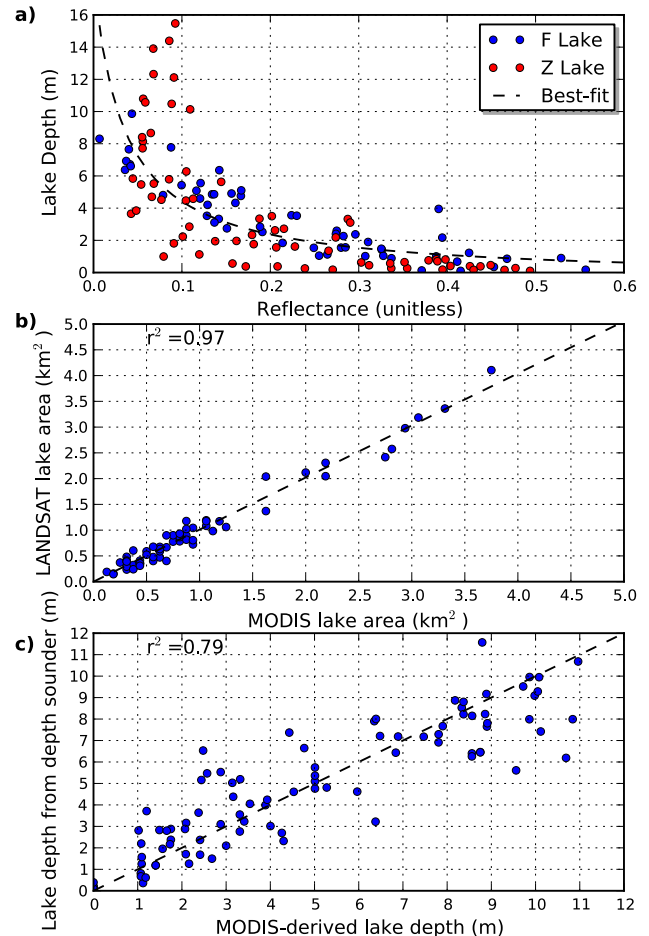 a)
16
14
12
10
8
6
4
2
0
Lake Depth (m)
F Lake
Z Lake
Best-fit
0.0 0.1 0.2 0.3 0.4 0.5 0.6
Reflectance (unitless)
b)
5.0
4.5
4.0
3.5
3.0
2.5
2.0
1.5
1.0
0.5
0.0
LANDSAT lake area (km²)
r² =0.97
0.0 0.5 1.0 1.5 2.0 2.5 3.0 3.5 4.0 4.5 5.0
MODIS lake area (km² )
c)
12
11
10
9
8
7
6
5
4
3
2
1
0
Lake depth from depth sounder (m)
r² =0.79
0 1 2 3 4 5 6 7 8 9 10 11 12
MODIS-derived lake depth (m)